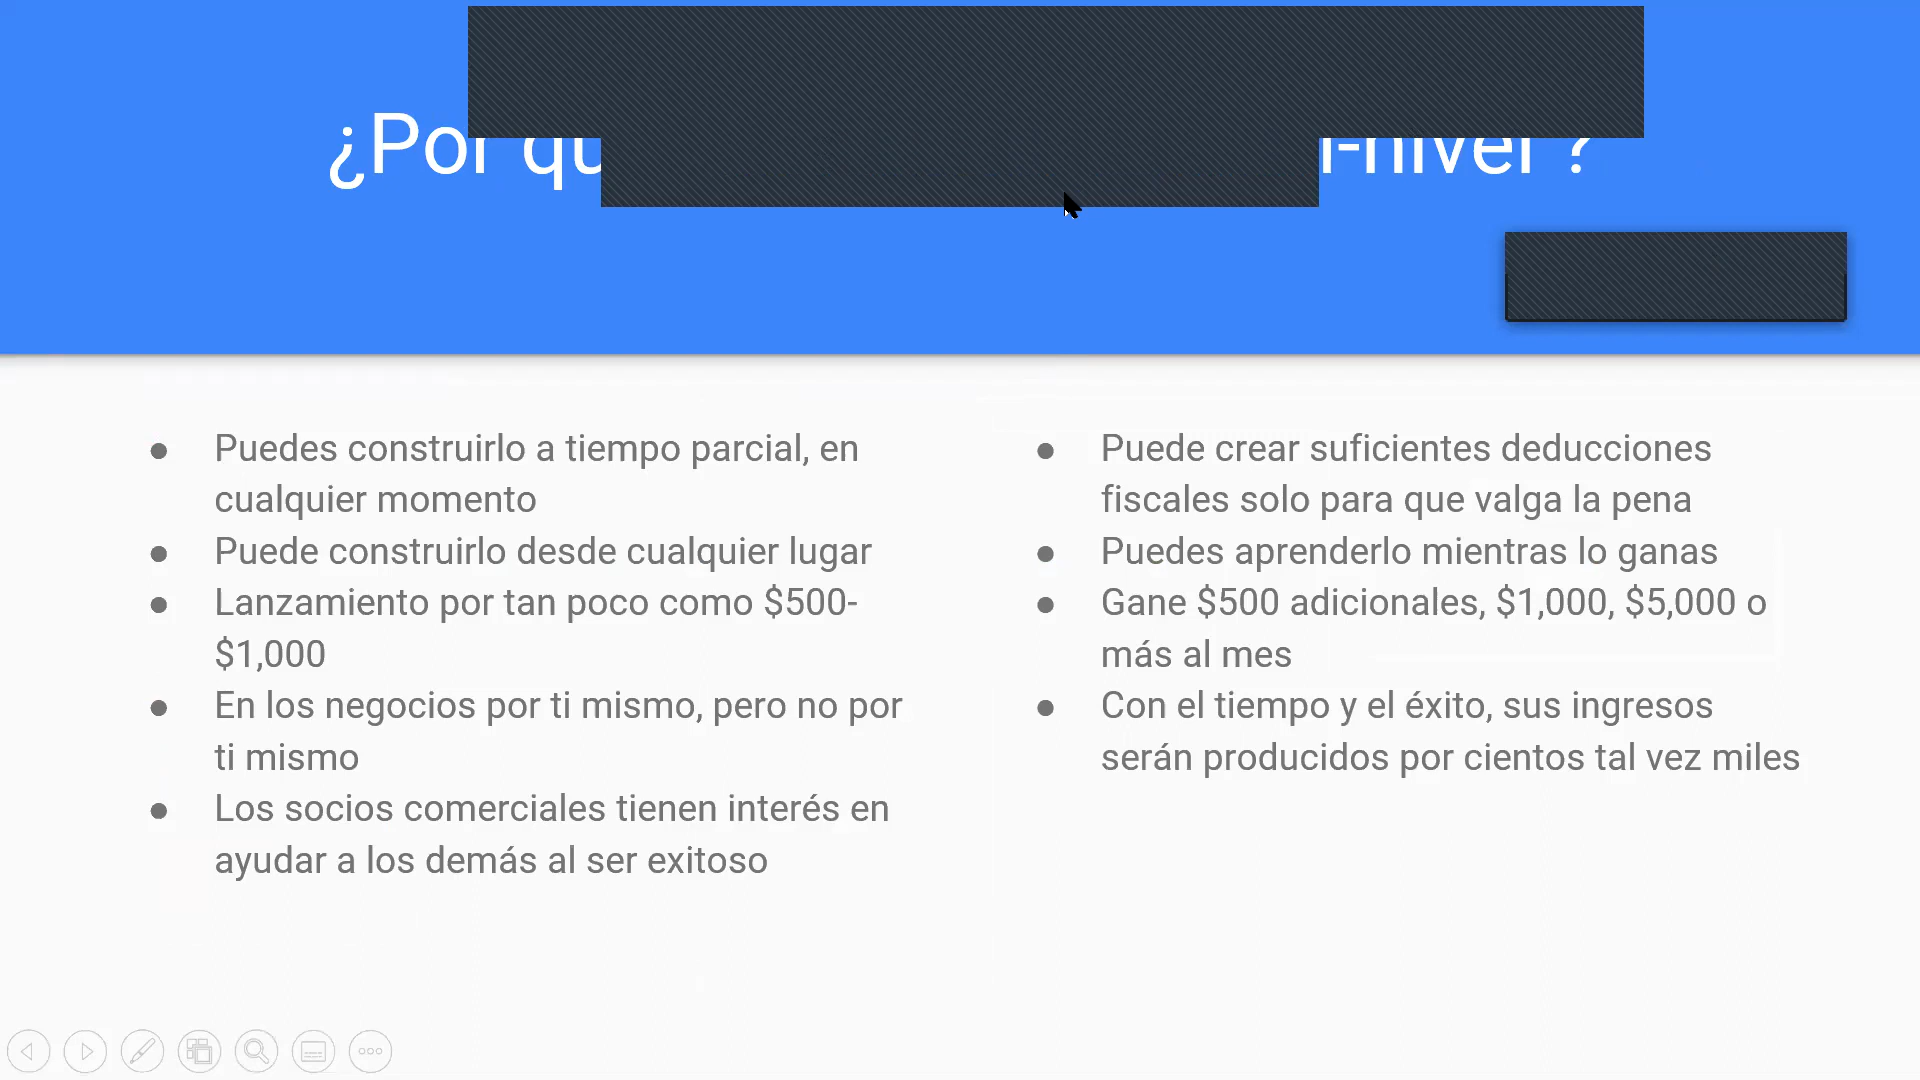 ¿Por
Puedes construirlo a tiempo parcial, en
cualquier momento
Puede construirlo desde cualquier lugar
Lanzamiento por tan poco como $500-
$1,000
En los negocios por ti mismo, pero no por
ti mismo
Los socios comerciales tienen interés en
ayudar a los demás al ser exitoso
Puede crear suficientes deducciones
fiscales solo para que valga la pena
Puedes aprenderlo mientras lo ganas
Gane $500 adicionales, $1,000, $5,000 o
más al mes
Con el tiempo y el éxito, sus ingresos
serán producidos por cientos tal vez miles